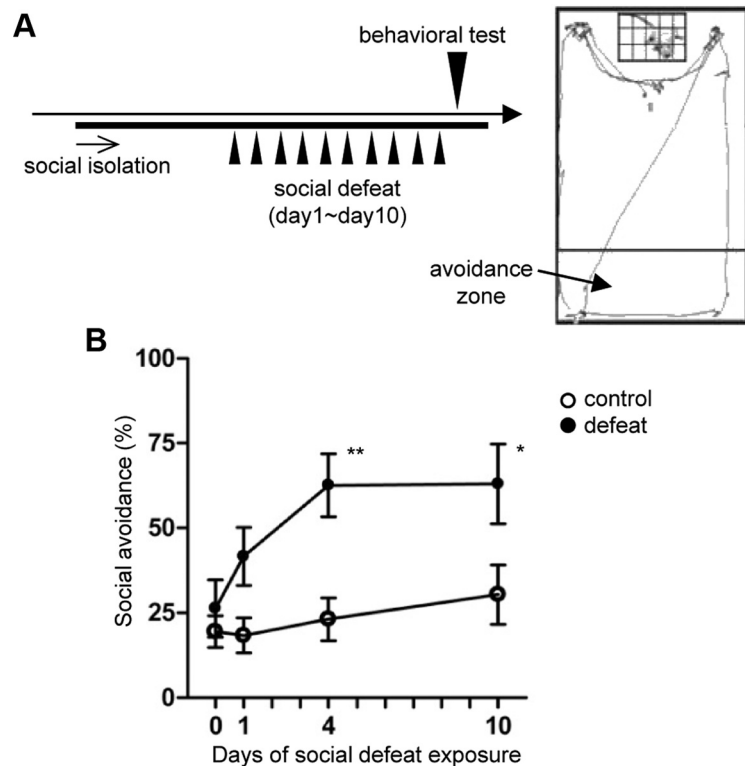 A
behavioral test
social isolation
social defeat
(day1~day10)
avoidance
zone
B
100
75
50
25
0
Social avoidance (%)
**
*
control
defeat
0 1 4 10
Days of social defeat exposure